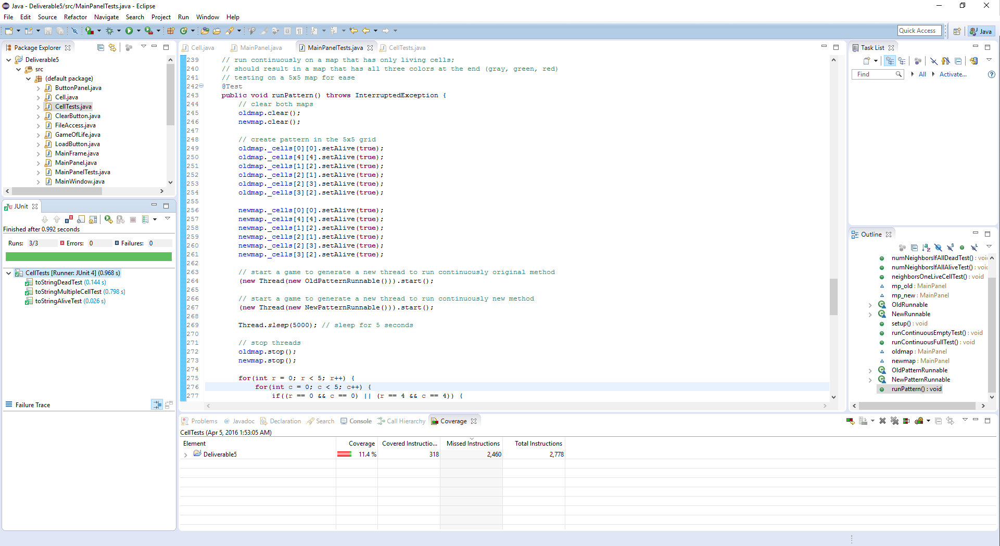 Java - Deliverable5/src/MainPanelTests.java - Eclipse
File Edit Source Refactor Navigate Search Project Run Window Help
Quick Access
Java
Package Explorer
Deliverable5
src
(default package)
ButtonPanel.java
Cell.java
CellTests.java
ClearButton.java
FileAccess.java
GameOfLife.java
LoadButton.java
MainFrame.java
MainPanel.java
MainPanelTests.java
MainWindow.java
JUnit
Finished after 0.992 seconds
Runs: 3/3 Errors: 0 Failures: 0
CellTests [Runner: JUnit 4] (0.968 s)
toStringDeadTest (0.144 s)
toStringMultipleCellTest (0.798 s)
toStringAliveTest (0.026 s)
Failure Trace
Cell.java MainPanel.java MainPanelTests.java CellTests.java
239 // run continuously on a map that has only living cells;
240 // should result in a map that has all three colors at the end (gray, green, red)
241 // testing on a 5x5 map for ease
242 @Test
243 public void runPattern() throws InterruptedException {
244 // clear both maps
245 oldmap.clear();
246 newmap.clear();
247
248 // create pattern in the 5x5 grid
249 oldmap._cells[0][0].setAlive(true);
250 oldmap._cells[4][4].setAlive(true);
251 oldmap._cells[1][2].setAlive(true);
252 oldmap._cells[2][1].setAlive(true);
253 oldmap._cells[2][3].setAlive(true);
254 oldmap._cells[3][2].setAlive(true);
255
256 newmap._cells[0][0].setAlive(true);
257 newmap._cells[4][4].setAlive(true);
258 newmap._cells[1][2].setAlive(true);
259 newmap._cells[2][1].setAlive(true);
260 newmap._cells[2][3].setAlive(true);
261 newmap._cells[3][2].setAlive(true);
262
263 // start a game to generate a new thread to run continuously original method
264 (new Thread(new OldPatternRunnable())).start();
265
266 // start a game to generate a new thread to run continuously new method
267 (new Thread(new NewPatternRunnable())).start();
268
269 Thread.sleep(5000); // sleep for 5 seconds
270
271 // stop threads
272 oldmap.stop();
273 newmap.stop();
274
275 for(int r = 0; r < 5; r++) {
276 for(int c = 0; c < 5; c++) {
277 if((r == 0 && c == 0) || (r == 4 && c == 4)) {
Task List
Find All Activate...
Outline
numNeighborsIfAllDeadTest() : voi
numNeighborsIfAllAliveTest() : voi
neighborsOneLiveCellTest() : void
mp_old : MainPanel
mp_new : MainPanel
OldRunnable
NewRunnable
setup() : void
runContinuousEmptyTest() : void
runContinuousFullTest() : void
oldmap : MainPanel
newmap : MainPanel
OldPatternRunnable
NewPatternRunnable
runPattern() : void
Problems @ Javadoc Declaration Search Console Call Hierarchy Coverage
CellTests (Apr 5, 2016 1:53:05 AM)
Element Coverage Covered Instructio... Missed Instructions Total Instructions
Deliverable5 11.4 % 318 2,460 2,778